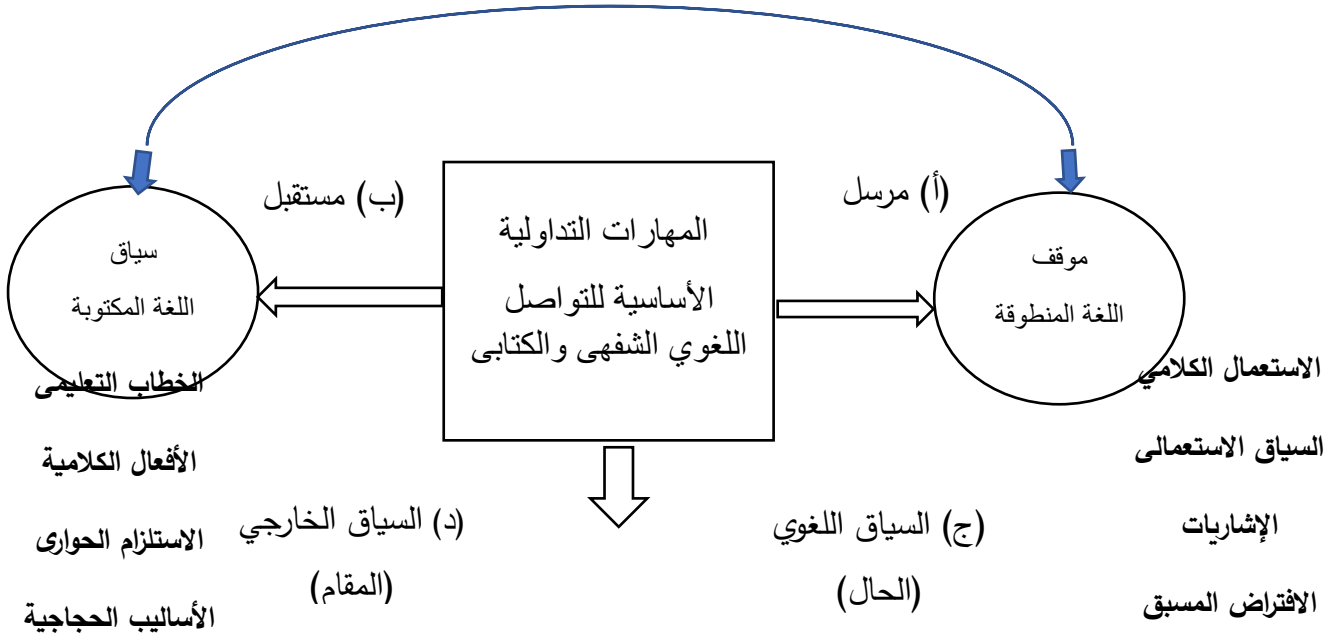 (أ) مرسل
(ب) مستقبل
المهارات التداولية
الأساسية للتواصل
اللغوي الشفهى والكتابى
موقف
اللغة المنطوقة
سياق
اللغة المكتوبة
الاستعمال الكلامي
السياق الاستعمالى
الإشاريات
الافتراض المسبق
(ج) السياق اللغوي
(الحال)
(د) السياق الخارجي
(المقام)
الخطاب التعليمى
الأفعال الكلامية
الاستلزام الحوارى
الأساليب الحجاجية